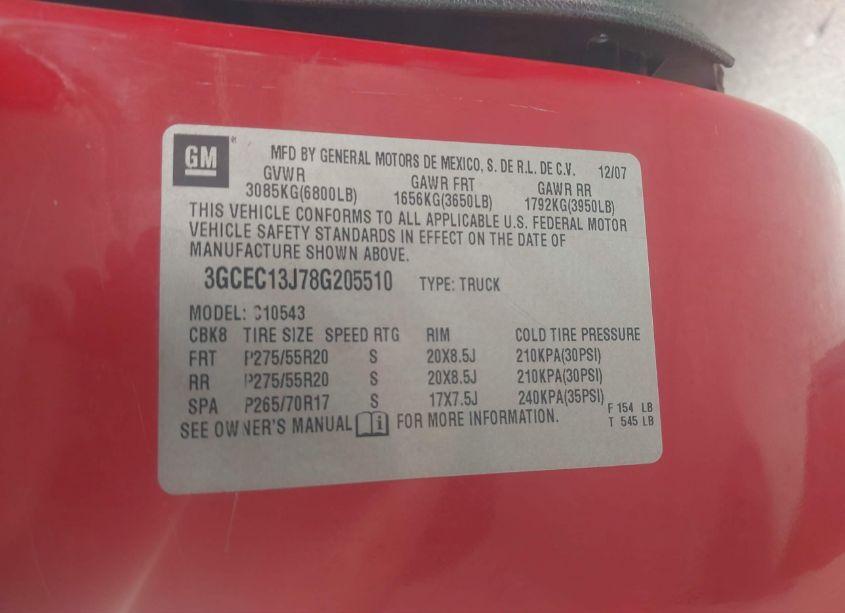 GM
MFD BY GENERAL MOTORS DE MEXICO, S. DE R.L. DE C.V. 12/07
GVWR GAWR FRT GAWR RR
3085KG(6800LB) 1656KG(3650LB) 1792KG(3950LB)
THIS VEHICLE CONFORMS TO ALL APPLICABLE U.S. FEDERAL MOTOR
VEHICLE SAFETY STANDARDS IN EFFECT ON THE DATE OF
MANUFACTURE SHOWN ABOVE.
3GCEC13J78G205510 TYPE: TRUCK
MODEL: C10543
CBK8 TIRE SIZE SPEED RTG RIM COLD TIRE PRESSURE
FRT P275/55R20 S 20X8.5J 210KPA(30PSI)
RR P275/55R20 S 20X8.5J 210KPA(30PSI)
SPA P265/70R17 S 17X7.5J 240KPA(35PSI)
SEE OWNER'S MANUAL i FOR MORE INFORMATION.
F 154 LB
T 545 LB